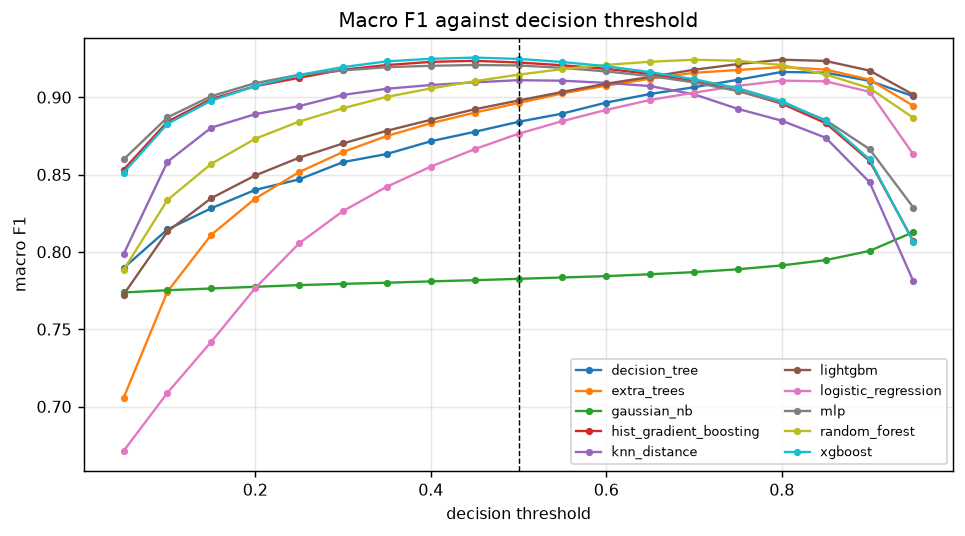 Macro F1 against decision threshold
macro F1
0.90
0.85
0.80
0.75
0.70
0.2
0.4
0.6
0.8
decision threshold
decision_tree
extra_trees
gaussian_nb
hist_gradient_boosting
knn_distance
lightgbm
logistic_regression
mlp
random_forest
xgboost